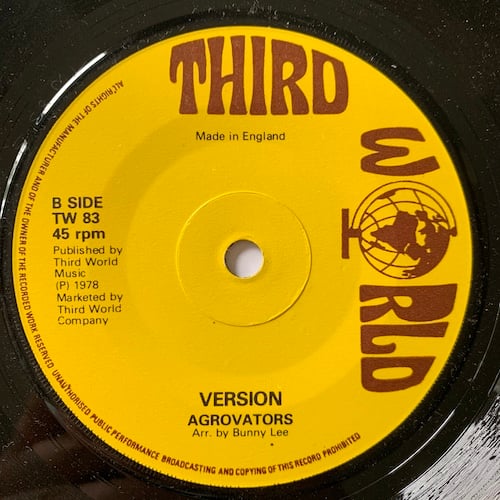 THIRD
WORLD
Made in England
B SIDE
TW 83
45 rpm
Published by
Third World
Music
(P) 1978
Marketed by
Third World
Company
VERSION
AGROVATORS
Arr. by Bunny Lee
ALL RIGHTS OF THE MANUFACTURER AND OF THE OWNER OF THE RECORDED WORK RESERVED UNAUTHORISED PUBLIC PERFORMANCE BROADCASTING AND COPYING OF THIS RECORD PROHIBITED